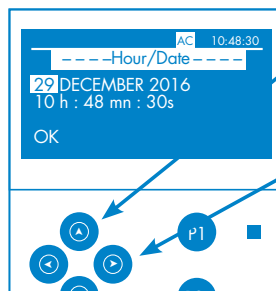 AC 10:48:30
––––Hour/Date––––
29 DECEMBER 2016
10 h : 48 mn : 30s
OK
P1